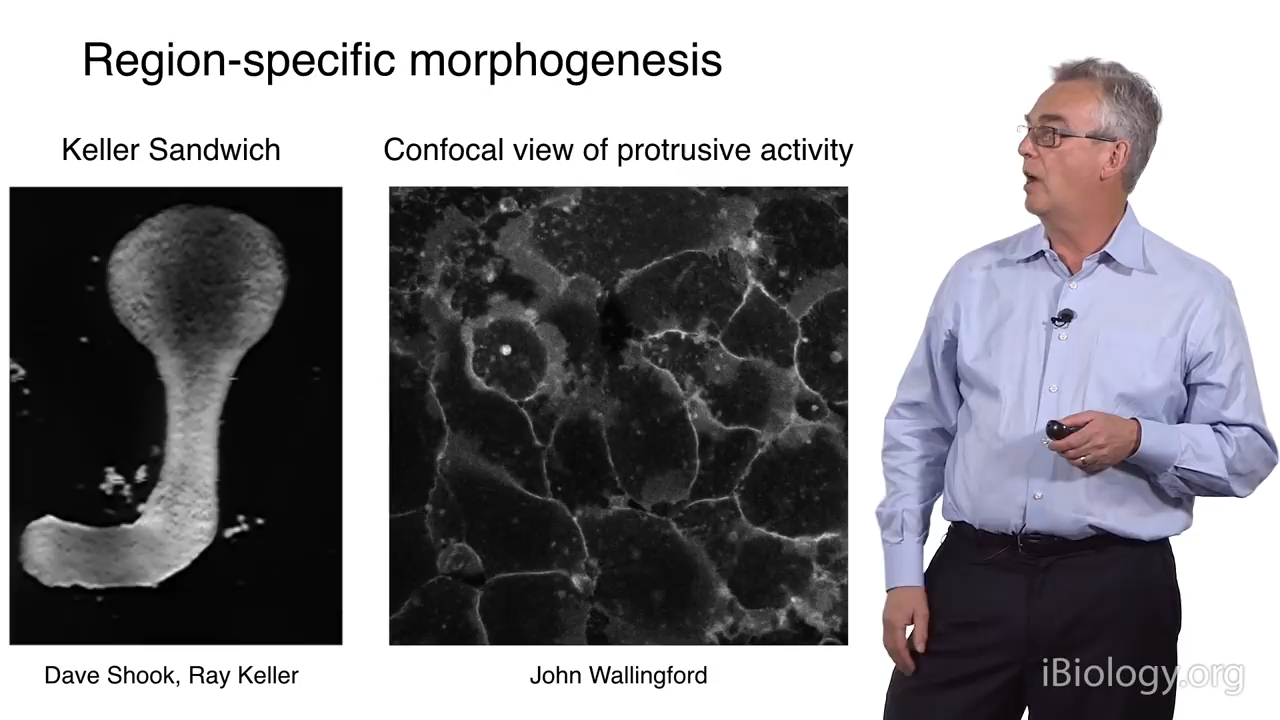 Region-specific morphogenesis
Keller Sandwich
Confocal view of protrusive activity
Dave Shook, Ray Keller
John Wallingford
iBiology.org